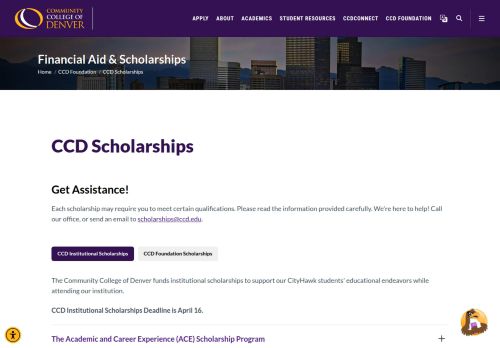 COMMUNITY
COLLEGE OF
DENVER
APPLY ABOUT ACADEMICS STUDENT RESOURCES CCDCONNECT CCD FOUNDATION
Financial Aid & Scholarships
Home / CCD Foundation / CCD Scholarships
CCD Scholarships
Get Assistance!
Each scholarship may require you to meet certain qualifications. Please read the information provided carefully. We're here to help! Call
our office, or send an email to scholarships@ccd.edu.
CCD Institutional Scholarships CCD Foundation Scholarships
The Community College of Denver funds institutional scholarships to support our CityHawk students' educational endeavors while
attending our institution.
CCD Institutional Scholarships Deadline is April 16.
The Academic and Career Experience (ACE) Scholarship Program